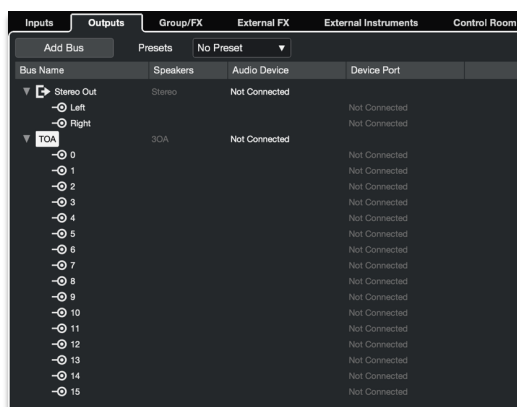 Inputs Outputs Group/FX External FX External Instruments Control Room
Add Bus Presets No Preset
Bus Name Speakers Audio Device Device Port
Stereo Out Stereo Not Connected
Left Not Connected
Right Not Connected
TOA 3OA Not Connected
0 Not Connected
1 Not Connected
2 Not Connected
3 Not Connected
4 Not Connected
5 Not Connected
6 Not Connected
7 Not Connected
8 Not Connected
9 Not Connected
10 Not Connected
11 Not Connected
12 Not Connected
13 Not Connected
14 Not Connected
15 Not Connected